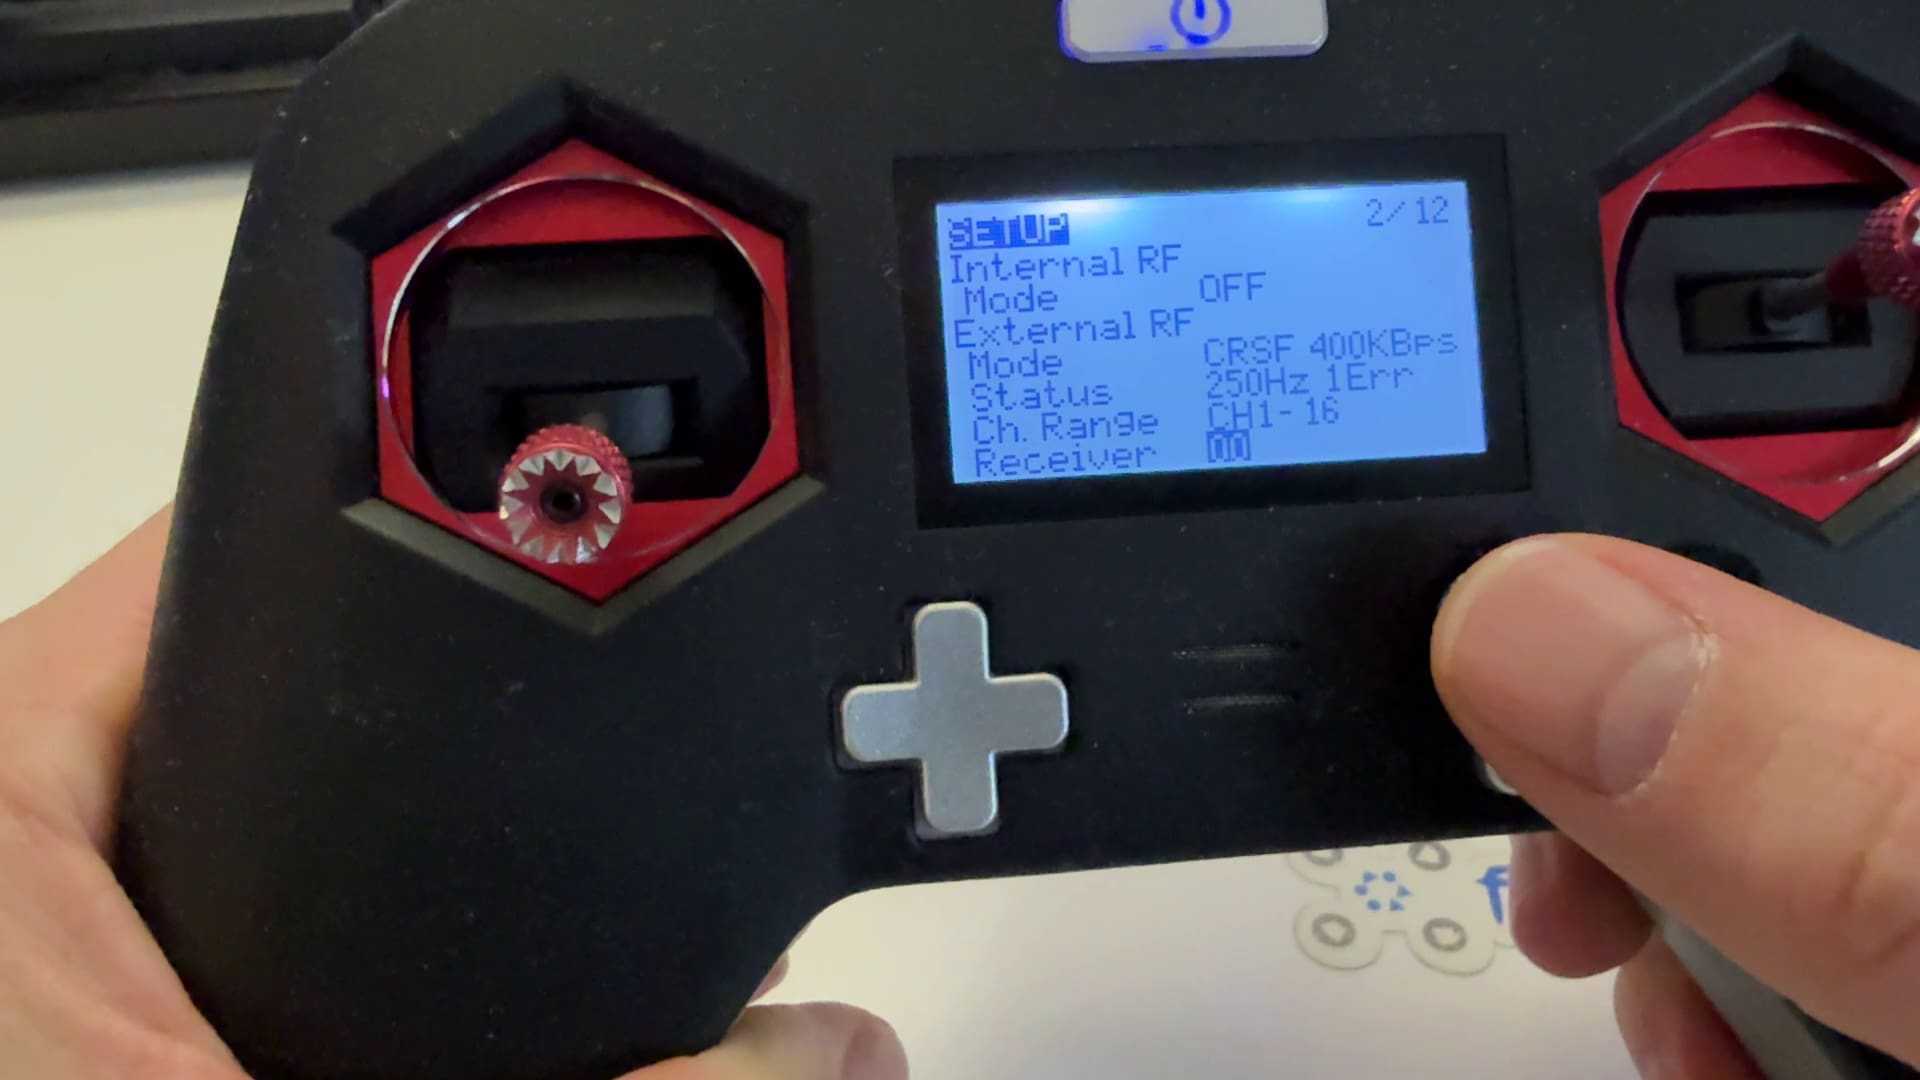 SETUP 2/12
Internal RF
Mode OFF
External RF
Mode CRSF 400KBps
Status 250Hz 1Err
Ch. Range CH1-16
Receiver 00